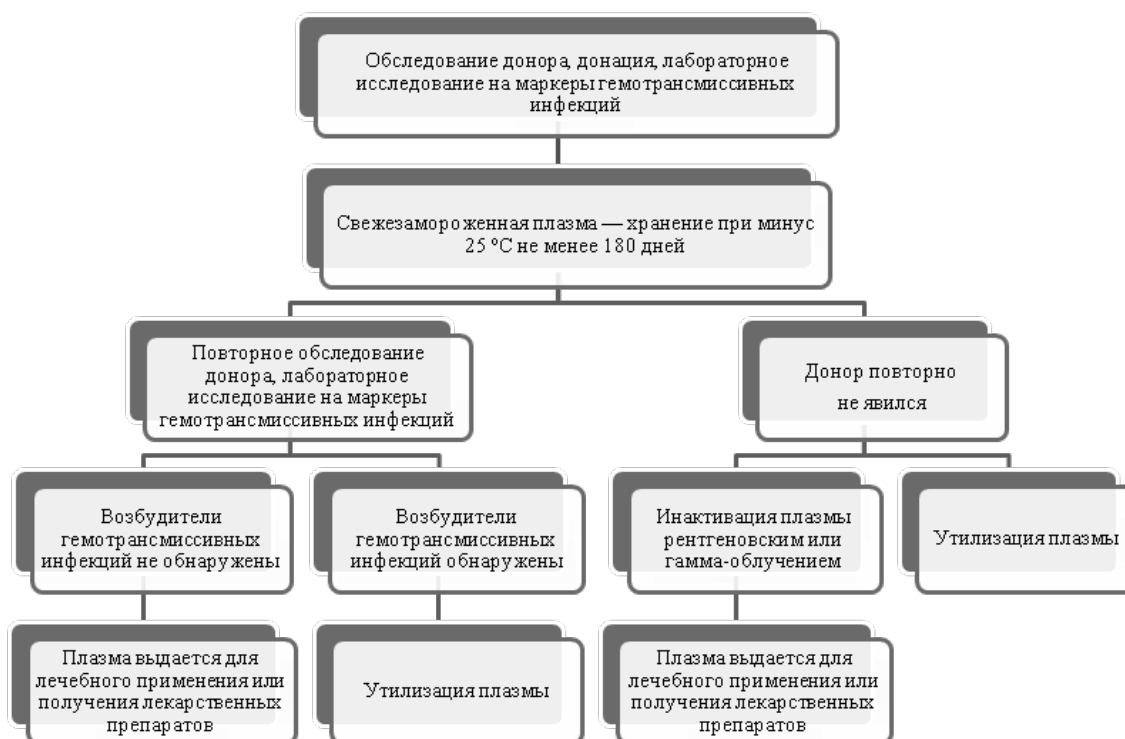 Обследование донора, донация, лабораторное
исследование на маркеры гемотрансмиссивных
инфекций
Свежезамороженная плазма — хранение при минус
25 °C не менее 180 дней
Повторное обследование
донора, лабораторное
исследование на маркеры
гемотрансмиссивных инфекций
Донор повторно
не явился
Возбудители
гемотрансмиссивных
инфекций не обнаружены
Возбудители
гемотрансмиссивных
инфекций обнаружены
Инактивация плазмы
рентгеновским или
гамма-облучением
Утилизация плазмы
Плазма выдается для
лечебного применения или
получения лекарственных
препаратов
Утилизация плазмы
Плазма выдается для
лечебного применения или
получения лекарственных
препаратов